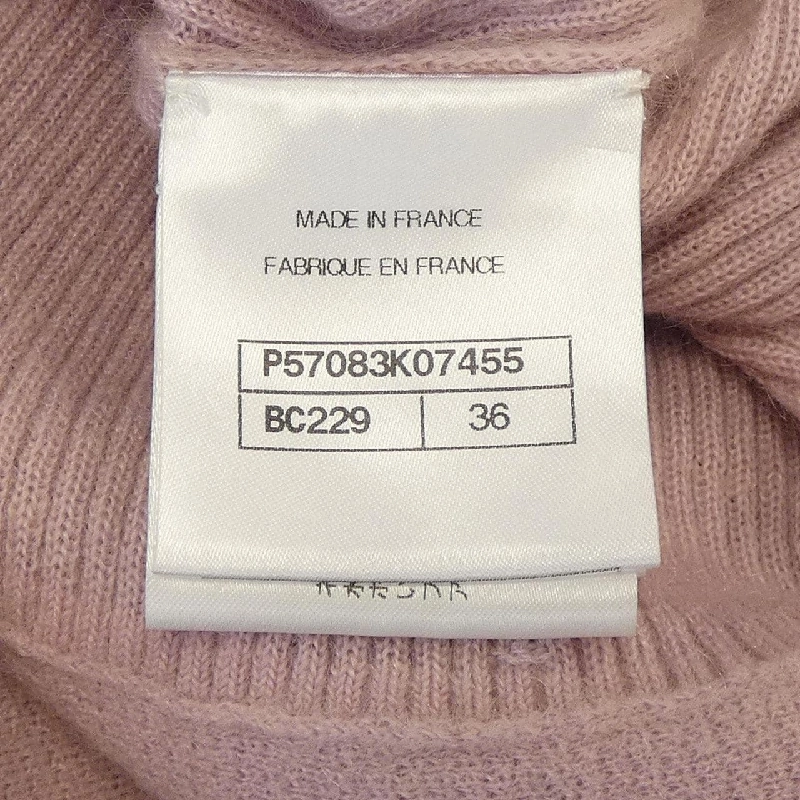 MADE IN FRANCE
FABRIQUE EN FRANCE
P57083K07455
BC229 36